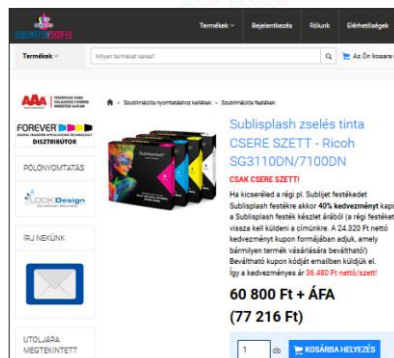 Termékek
Bejelentkezés
Rólunk
Elérhetőségek
Termékek
Milyen terméket keres?
Az Ön kosara
AAA
FOREVER
DISZTRIBÚTOR
PÓLÓNYOMTATÁS
LOOK Design
ÍRJ NEKÜNK
UTOLJÁRA
MEGTEKINTETT
Szublimációs nyomtatáshoz kellékek
Szublimációs festékek
Sublisplash
Sublisplash zselés tinta
CSERE SZETT - Ricoh
SG3110DN/7100DN
CSAK CSERE SZETT!
Ha kicseréled a régi pl. Sublijet festékedet
Sublisplash festékre akkor 40% kedvezményt kaps
a Sublisplash festék készlet árából (a régi festéket
vissza kell küldeni a címünkre. A 24.320 Ft nettó
kedvezményt kupon formájában adjuk, amely
bármilyen termék vásárlására beváltható!)
Beváltható kupon kódját emailben küldjük el.
Így a kedvezményes ár 36.480 Ft nettó/szett!
60 800 Ft + ÁFA
(77 216 Ft)
1 db KOSÁRBA HELYEZÉS